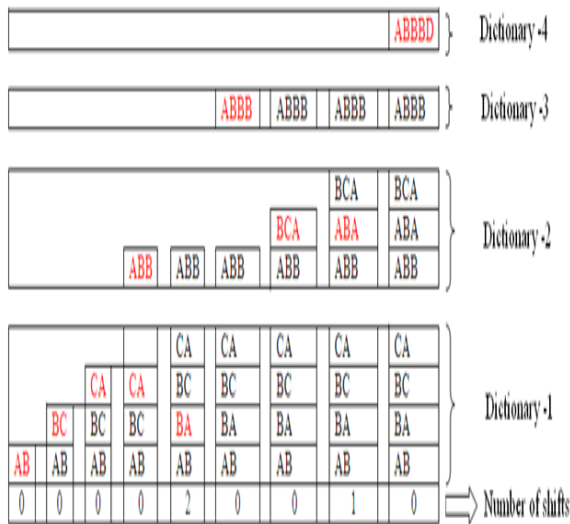 ABBBD Dictionary -4
ABBB ABBB ABBB ABBB Dictionary -3
BCA BCA
BCA ABA ABA Dictionary -2
ABB ABB ABB ABB ABB ABB
CA CA CA CA CA
CA CA BC BC BC BC BC
BC BC BC BA BA BA BA BA Dictionary -1
AB AB AB AB AB AB AB AB AB
0 0 0 0 2 0 0 1 0 Number of shifts